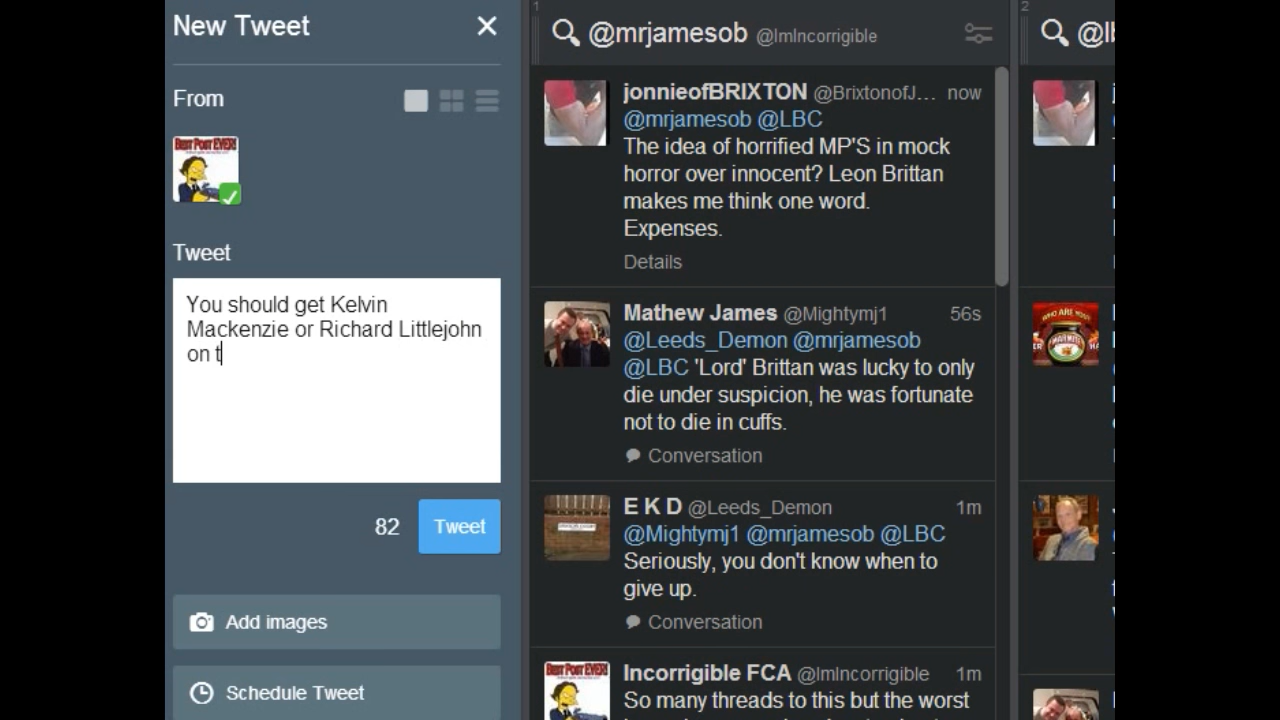 New Tweet
From
BEST POST EVER!
Tweet
You should get Kelvin
Mackenzie or Richard Littlejohn
on t
82 Tweet
Add images
Schedule Tweet
1
@mrjamesob @ImIncorrigible
jonnieofBRIXTON @BrixtonofJ... now
@mrjamesob @LBC
The idea of horrified MP'S in mock
horror over innocent? Leon Brittan
makes me think one word.
Expenses.
Details
Mathew James @Mightymj1 56s
@Leeds_Demon @mrjamesob
@LBC 'Lord' Brittan was lucky to only
die under suspicion, he was fortunate
not to die in cuffs.
Conversation
E K D @Leeds_Demon 1m
@Mightymj1 @mrjamesob @LBC
Seriously, you don't know when to
give up.
Conversation
BEST POST EVER!
Incorrigible FCA @ImIncorrigible 1m
So many threads to this but the worst
2
WHO ARE YOU?
MARMITE